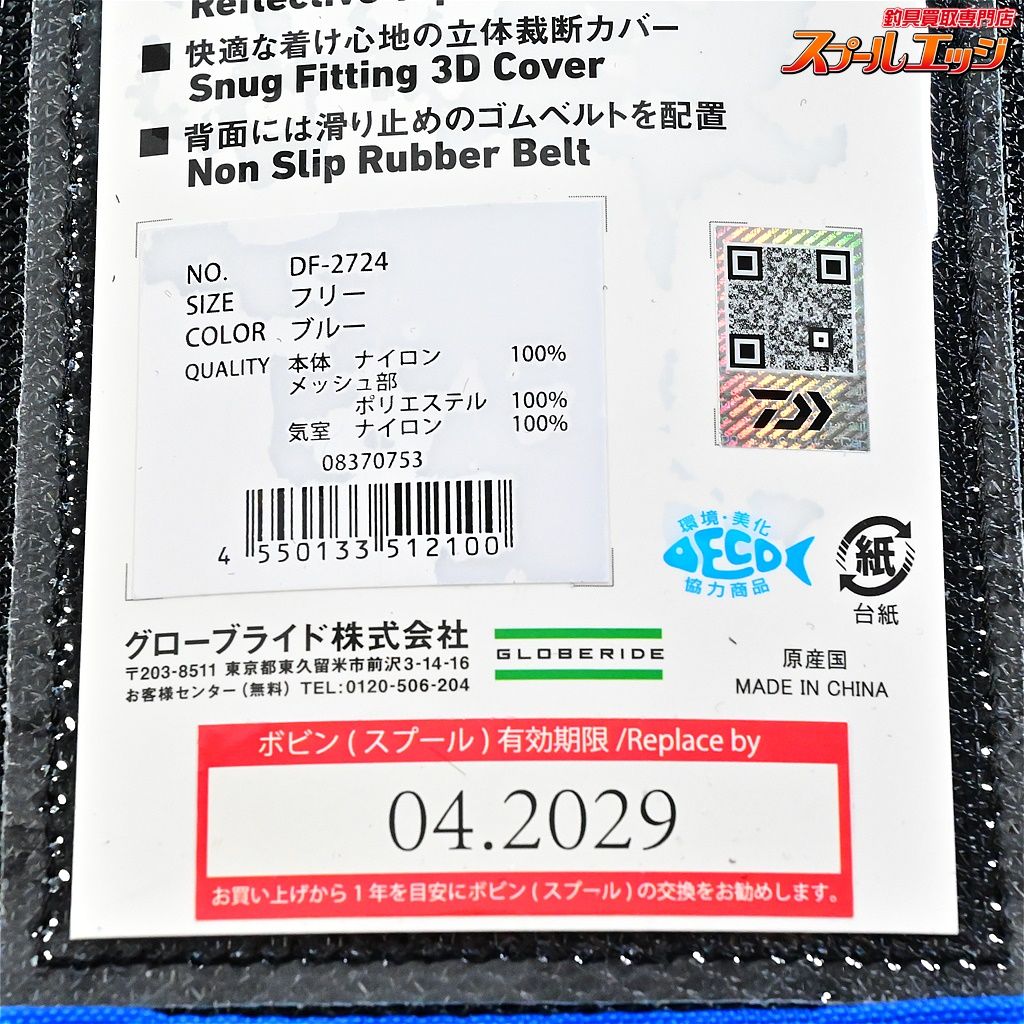 釣具買取専門店
スプールエッジ
Reflective
■ 快適な着け心地の立体裁断カバー
Snug Fitting 3D Cover
■ 背面には滑り止めのゴムベルトを配置
Non Slip Rubber Belt
NO. DF-2724
SIZE フリー
COLOR ブルー
QUALITY 本体 ナイロン 100%
メッシュ部
ポリエステル 100%
気室 ナイロン 100%
08370753
4 550133 512100
環境・美化
ECO
協力商品
紙
台紙
グローブライド株式会社
〒203-8511 東京都東久留米市前沢3-14-16
お客様センター(無料) TEL:0120-506-204
GLOBERIDE
原産国
MADE IN CHINA
ボビン(スプール)有効期限/Replace by
04.2029
お買い上げから1年を目安にボビン(スプール)の交換をお勧めします。